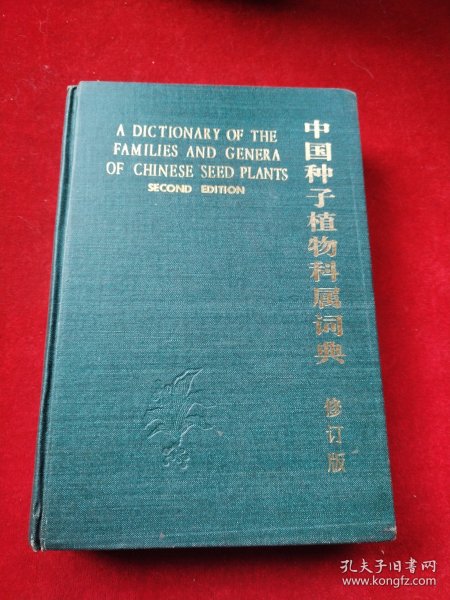 A DICTIONARY OF THE
FAMILIES AND GENERA
OF CHINESE SEED PLANTS
SECOND EDITION
中国种子植物科属词典
修订版
孔夫子旧书网
www.kongfz.com